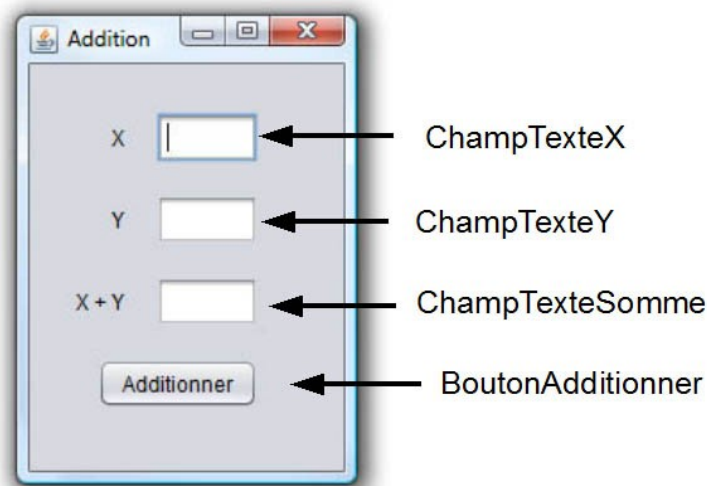 Addition
X
ChampTexteX
Y
ChampTexteY
X + Y
ChampTexteSomme
Additionner
BoutonAdditionner